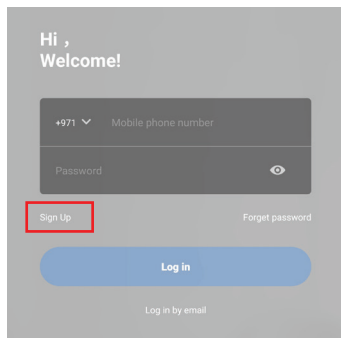 Hi ，
Welcome!
+971 Mobile phone number
Password
Sign Up Forget password
Log in
Log in by email